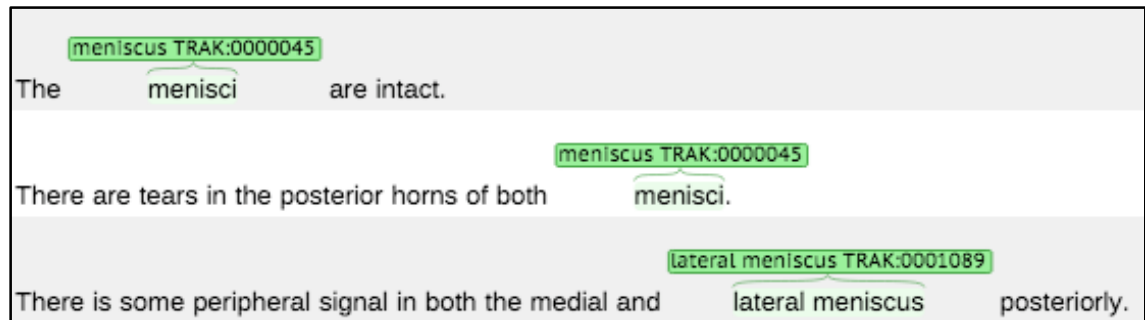 meniscus TRAK:0000045
The menisci are intact.
meniscus TRAK:0000045
There are tears in the posterior horns of both menisci.
lateral meniscus TRAK:0001089
There is some peripheral signal in both the medial and lateral meniscus posteriorly.